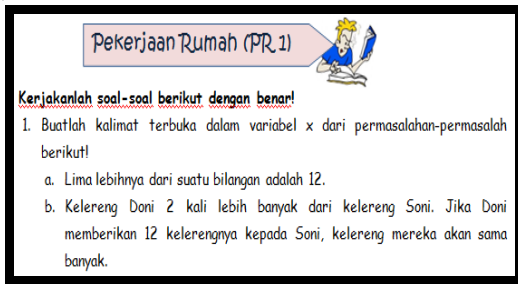 Pekerjaan Rumah (PR 1)
Kerjakanlah soal-soal berikut dengan benar!
1. Buatlah kalimat terbuka dalam variabel x dari permasalahan-permasalah
berikut!
a. Lima lebihnya dari suatu bilangan adalah 12.
b. Kelereng Doni 2 kali lebih banyak dari kelereng Soni. Jika Doni
memberikan 12 kelerengnya kepada Soni, kelereng mereka akan sama
banyak.